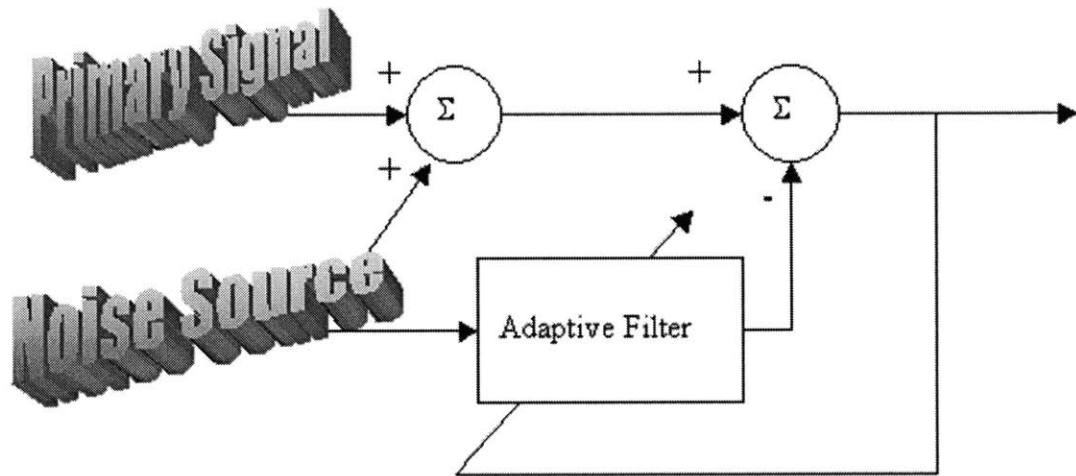 Primary Signal
+
Σ
+
+
Σ
-
Noise Source
Adaptive Filter